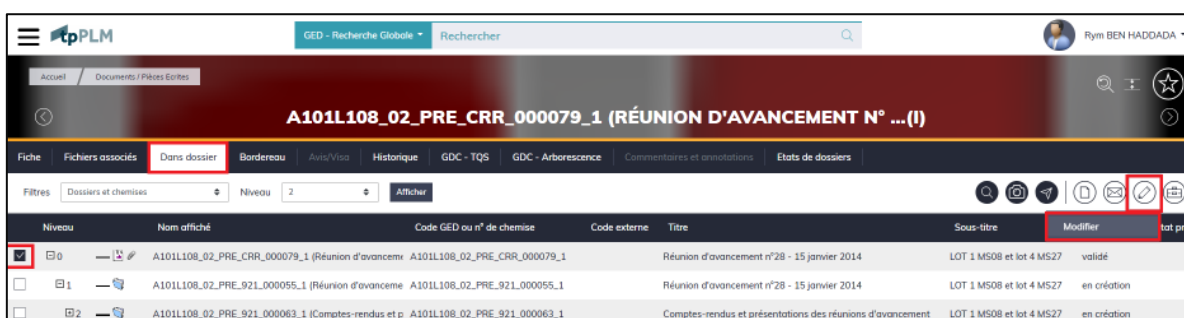 tpPLM GED - Recherche Globale Rechercher Rym BEN HADDADA
Accueil / Documents / Pièces Ecrites
A101L108_02_PRE_CRR_000079_1 (RÉUNION D'AVANCEMENT N° ...(I)
Fiche Fichiers associés Dans dossier Bordereau Avis/Visa Historique GDC - TQS GDC - Arborescence Commentaires et annotations Etats de dossiers
Filtres Dossiers et chemises Niveau 2 Afficher
Niveau Nom affiché Code GED ou n° de chemise Code externe Titre Sous-titre Modifier tat pr
0 A101L108_02_PRE_CRR_000079_1 (Réunion d'avanceme A101L108_02_PRE_CRR_000079_1 Réunion d'avancement n°28 - 15 janvier 2014 LOT 1 MS08 et lot 4 MS27 validé
1 A101L108_02_PRE_921_000055_1 (Réunion d'avanceme A101L108_02_PRE_921_000055_1 Réunion d'avancement n°28 - 15 janvier 2014 LOT 1 MS08 et lot 4 MS27 en création
2 A101L108_02_PRE_921_000063_1 (Comptes-rendus et p A101L108_02_PRE_921_000063_1 Comptes-rendus et présentations des réunions d'avancement LOT 1 MS08 et lot 4 MS27 en création